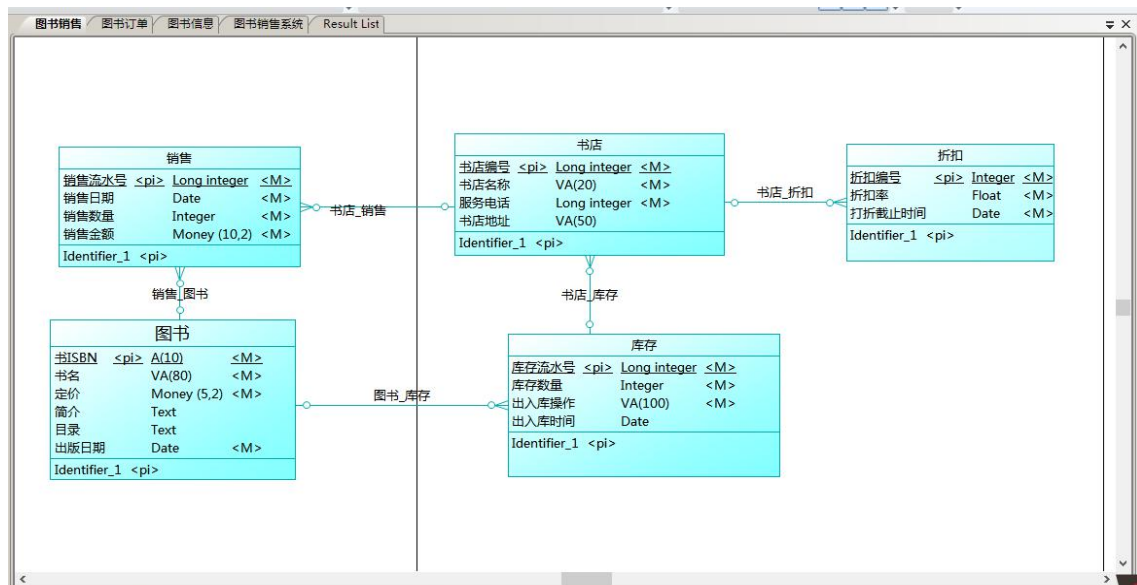 图书销售 图书订单 图书信息 图书销售系统 Result List
销售
销售流水号 <pi> Long integer <M>
销售日期 Date <M>
销售数量 Integer <M>
销售金额 Money (10,2) <M>
Identifier_1 <pi>
书店_销售
书店
书店编号 <pi> Long integer <M>
书店名称 VA(20) <M>
服务电话 Long integer <M>
书店地址 VA(50)
Identifier_1 <pi>
书店_折扣
折扣
折扣编号 <pi> Integer <M>
折扣率 Float <M>
打折截止时间 Date <M>
Identifier_1 <pi>
销售_图书
书店_库存
图书
书ISBN <pi> A(10) <M>
书名 VA(80) <M>
定价 Money (5,2) <M>
简介 Text
目录 Text
出版日期 Date <M>
Identifier_1 <pi>
图书_库存
库存
库存流水号 <pi> Long integer <M>
库存数量 Integer <M>
出入库操作 VA(100) <M>
出入库时间 Date
Identifier_1 <pi>